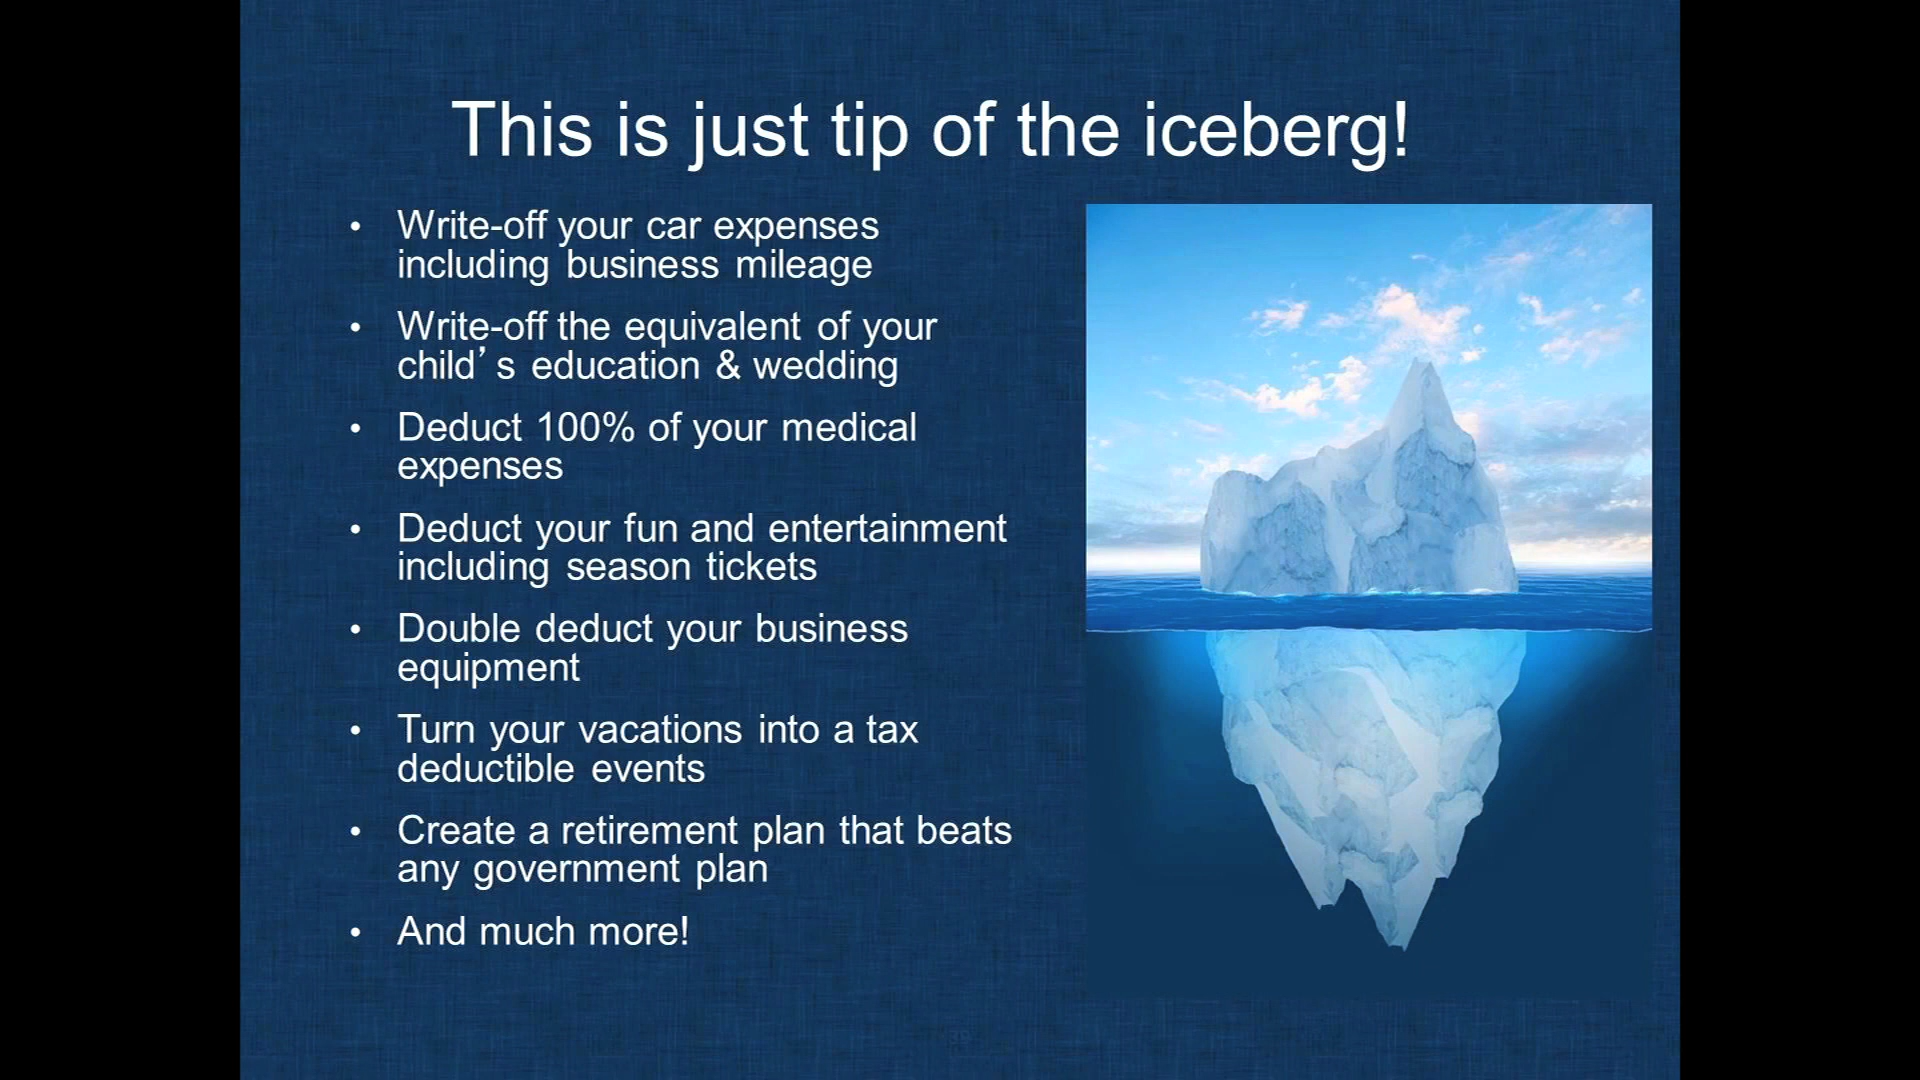 This is just tip of the iceberg!
• Write-off your car expenses
including business mileage
• Write-off the equivalent of your
child’s education & wedding
• Deduct 100% of your medical
expenses
• Deduct your fun and entertainment
including season tickets
• Double deduct your business
equipment
• Turn your vacations into a tax
deductible events
• Create a retirement plan that beats
any government plan
• And much more!